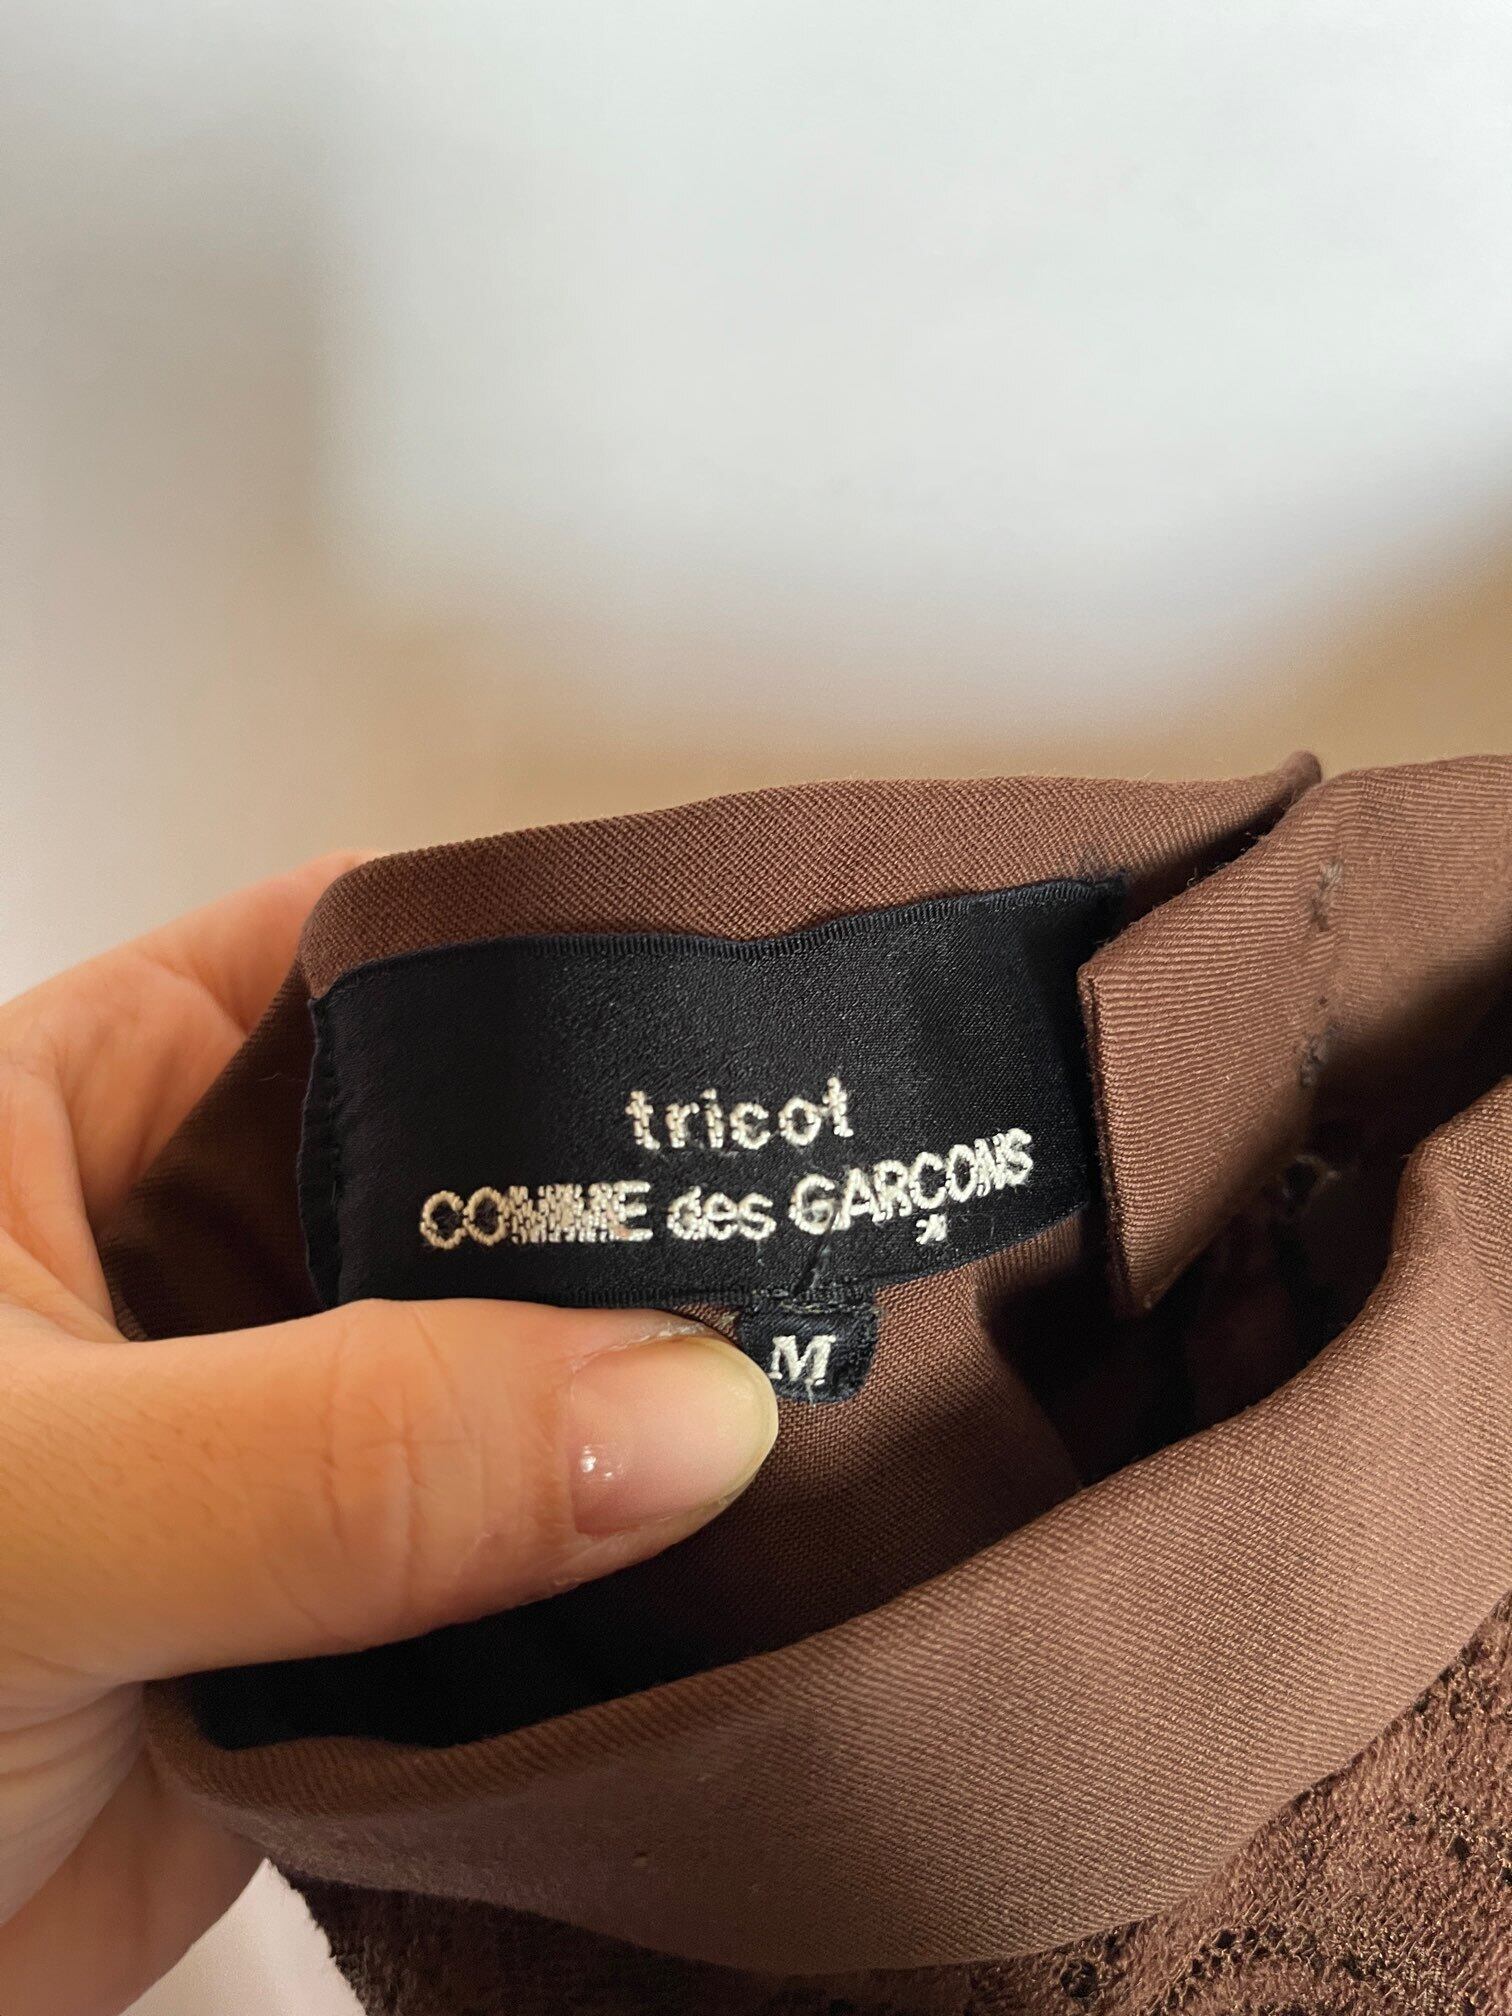 tricot
COMME des GARCONS
*
M